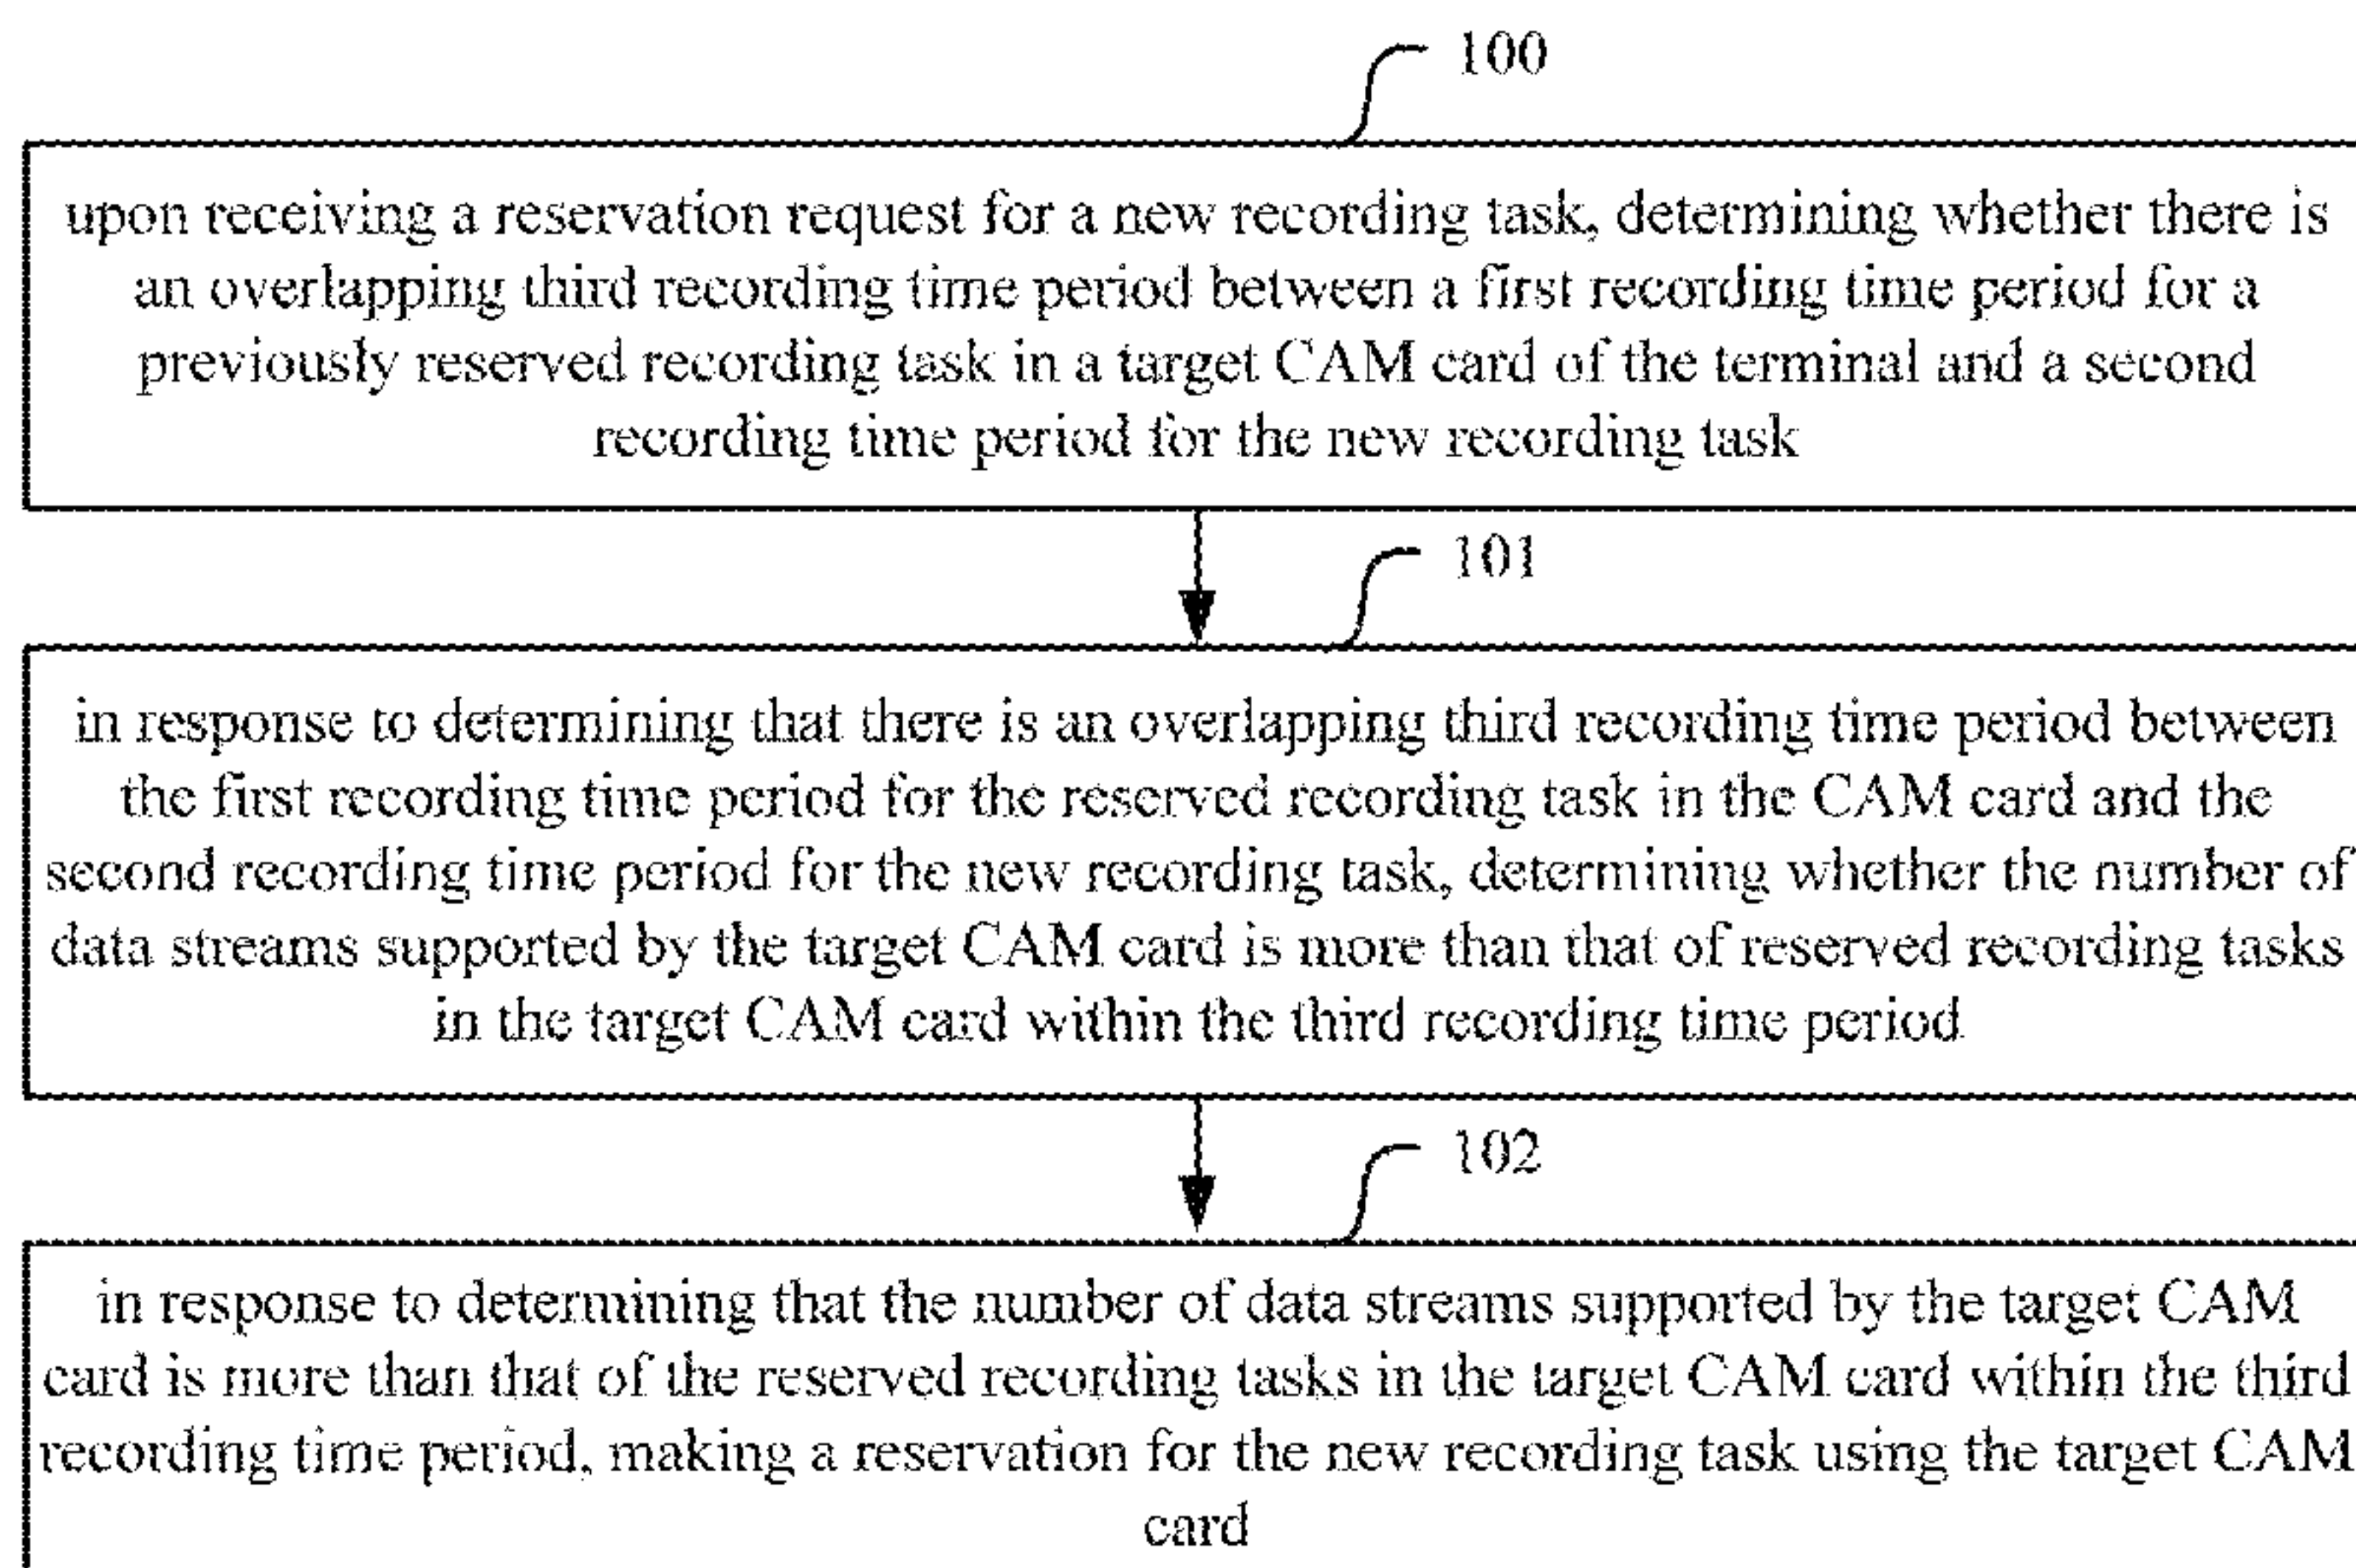 100
upon receiving a reservation request for a new recording task, determining whether there is
an overlapping third recording time period between a first recording time period for a
previously reserved recording task in a target CAM card of the terminal and a second
recording time period for the new recording task
101
in response to determining that there is an overlapping third recording time period between
the first recording time period for the reserved recording task in the CAM card and the
second recording time period for the new recording task, determining whether the number of
data streams supported by the target CAM card is more than that of reserved recording tasks
in the target CAM card within the third recording time period
102
in response to determining that the number of data streams supported by the target CAM
card is more than that of the reserved recording tasks in the target CAM card within the third
recording time period, making a reservation for the new recording task using the target CAM
card